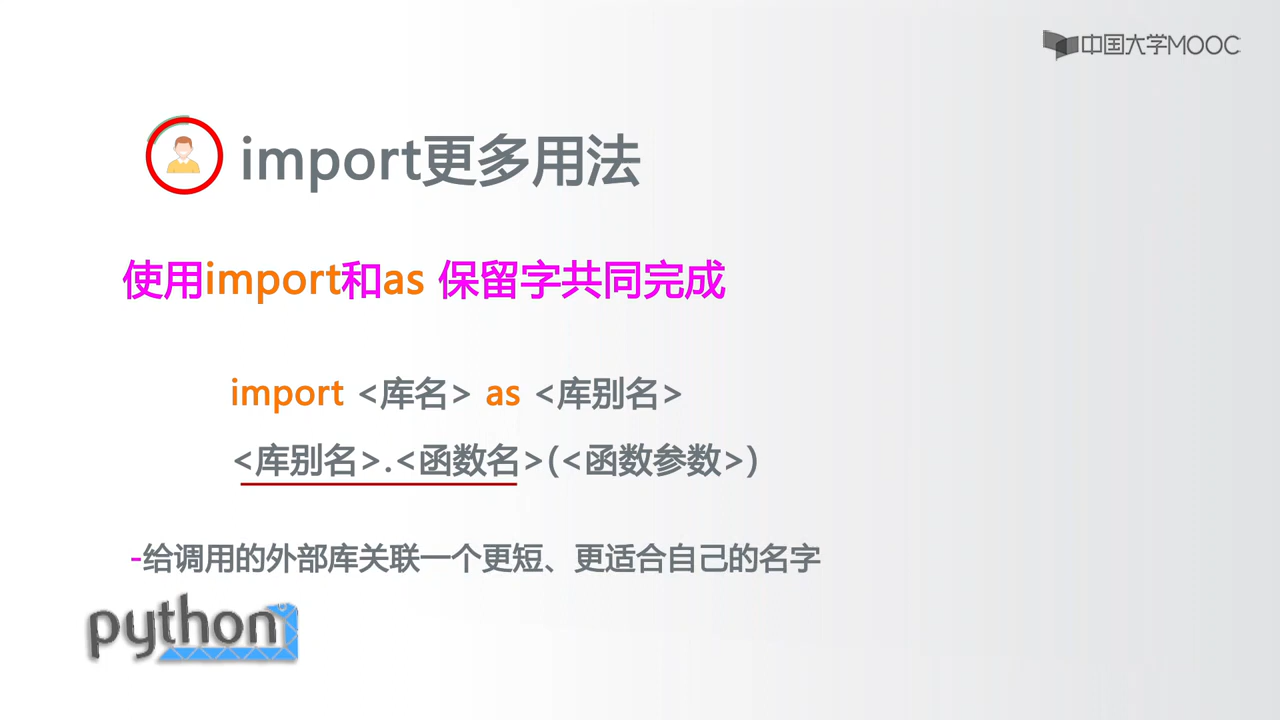 中国大学MOOC
import更多用法
使用import和as 保留字共同完成
import <库名> as <库别名>
<库别名>.<函数名>(<函数参数>)
-给调用的外部库关联一个更短、更适合自己的名字
python